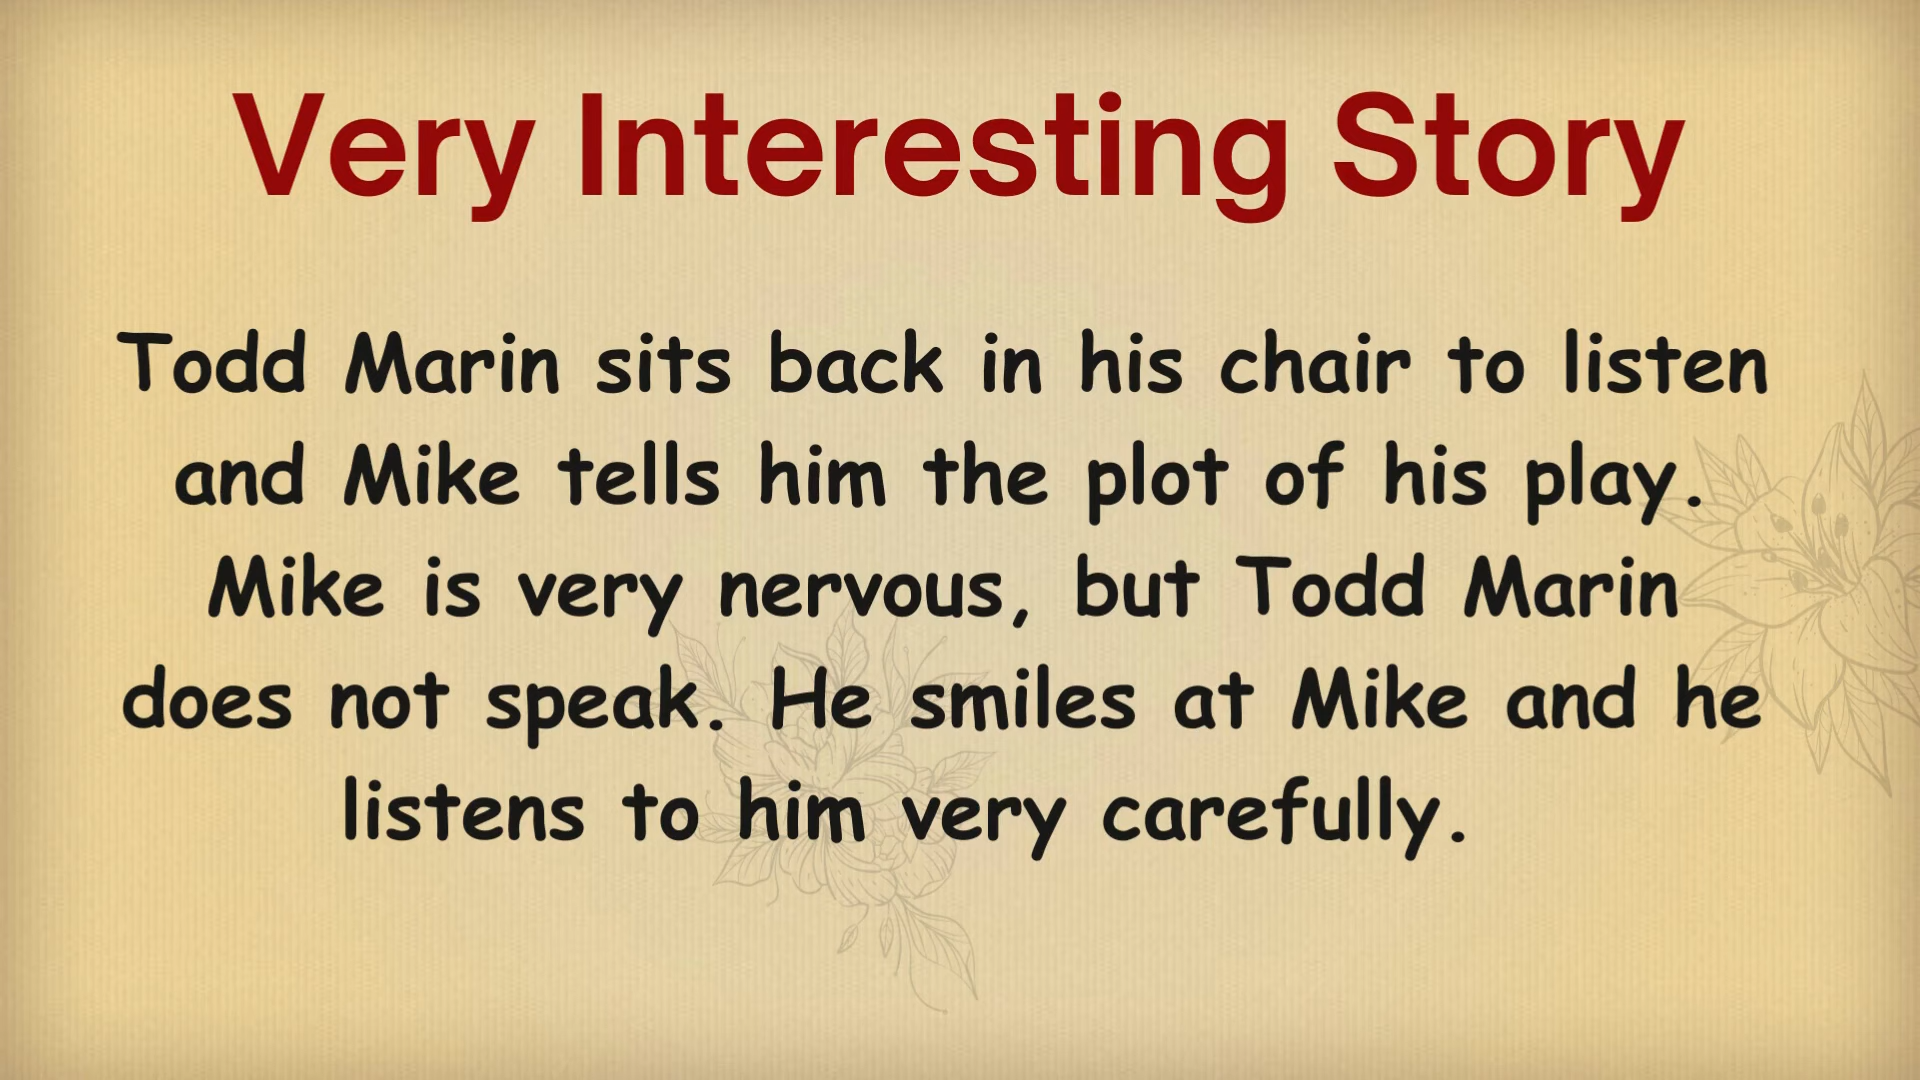 Very Interesting Story
Todd Marin sits back in his chair to listen
and Mike tells him the plot of his play.
Mike is very nervous, but Todd Marin
does not speak. He smiles at Mike and he
listens to him very carefully.